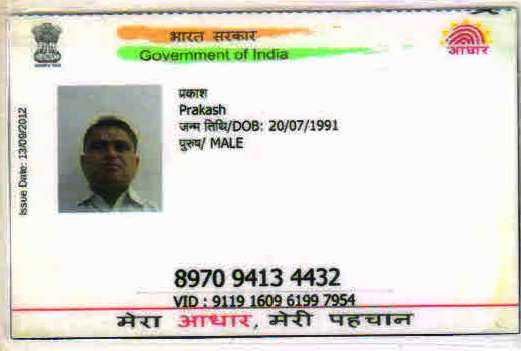 भारत सरकार
Government of India
आधार
Issue Date: 13/09/2012
प्रकाश
Prakash
जन्म तिथि/DOB: 20/07/1991
पुरुष/ MALE
8970 9413 4432
VID : 9119 1609 6199 7954
मेरा आधार, मेरी पहचान